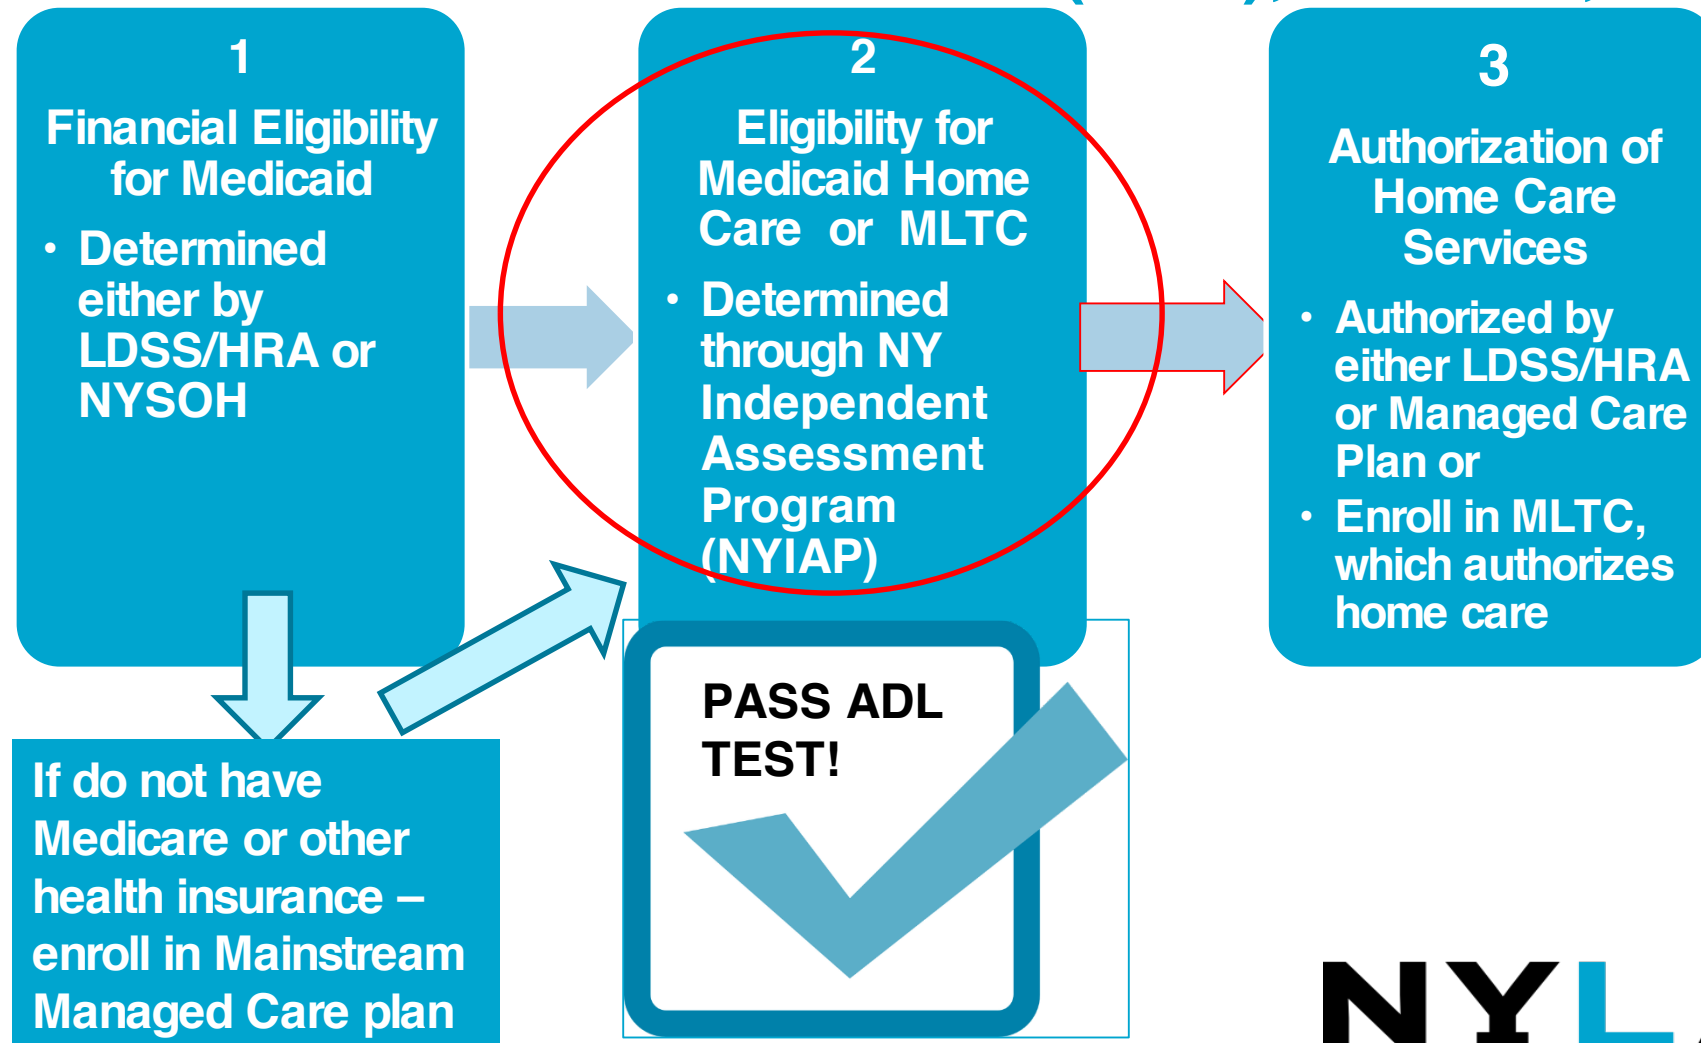 1
Financial Eligibility
for Medicaid
• Determined
either by
LDSS/HRA or
NYSOH
2
Eligibility for
Medicaid Home
Care or MLTC
• Determined
through NY
Independent
Assessment
Program
(NYIAP)
3
Authorization of
Home Care
Services
• Authorized by
either LDSS/HRA
or Managed Care
Plan or
• Enroll in MLTC,
which authorizes
home care
If do not have
Medicare or other
health insurance –
enroll in Mainstream
Managed Care plan
PASS ADL
TEST!
NYL